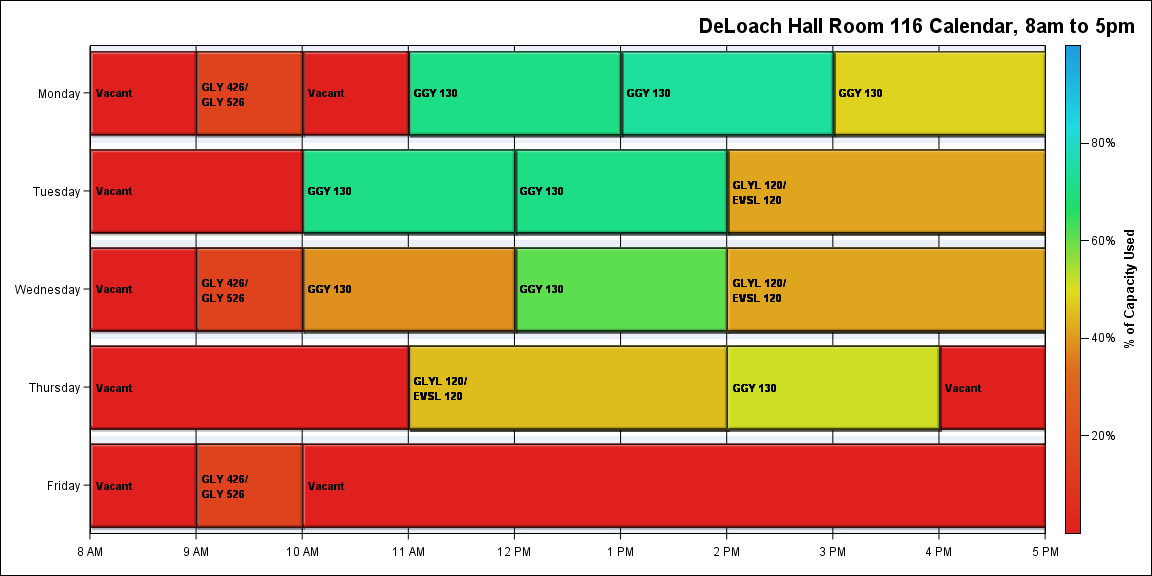 DeLoach Hall Room 116 Calendar, 8am to 5pm
Monday
Vacant
GLY 426/
GLY 526
Vacant
GGY 130
GGY 130
GGY 130
Tuesday
Vacant
GGY 130
GGY 130
GLYL 120/
EVSL 120
Wednesday
Vacant
GLY 426/
GLY 526
GGY 130
GGY 130
GLYL 120/
EVSL 120
Thursday
Vacant
GLYL 120/
EVSL 120
GGY 130
Vacant
Friday
Vacant
GLY 426/
GLY 526
Vacant
8 AM
9 AM
10 AM
11 AM
12 PM
1 PM
2 PM
3 PM
4 PM
5 PM
80%
60%
40%
20%
% of Capacity Used